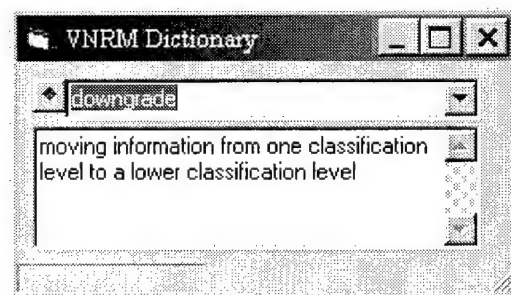 VNRM Dictionary
downgrade
moving information from one classification
level to a lower classification level